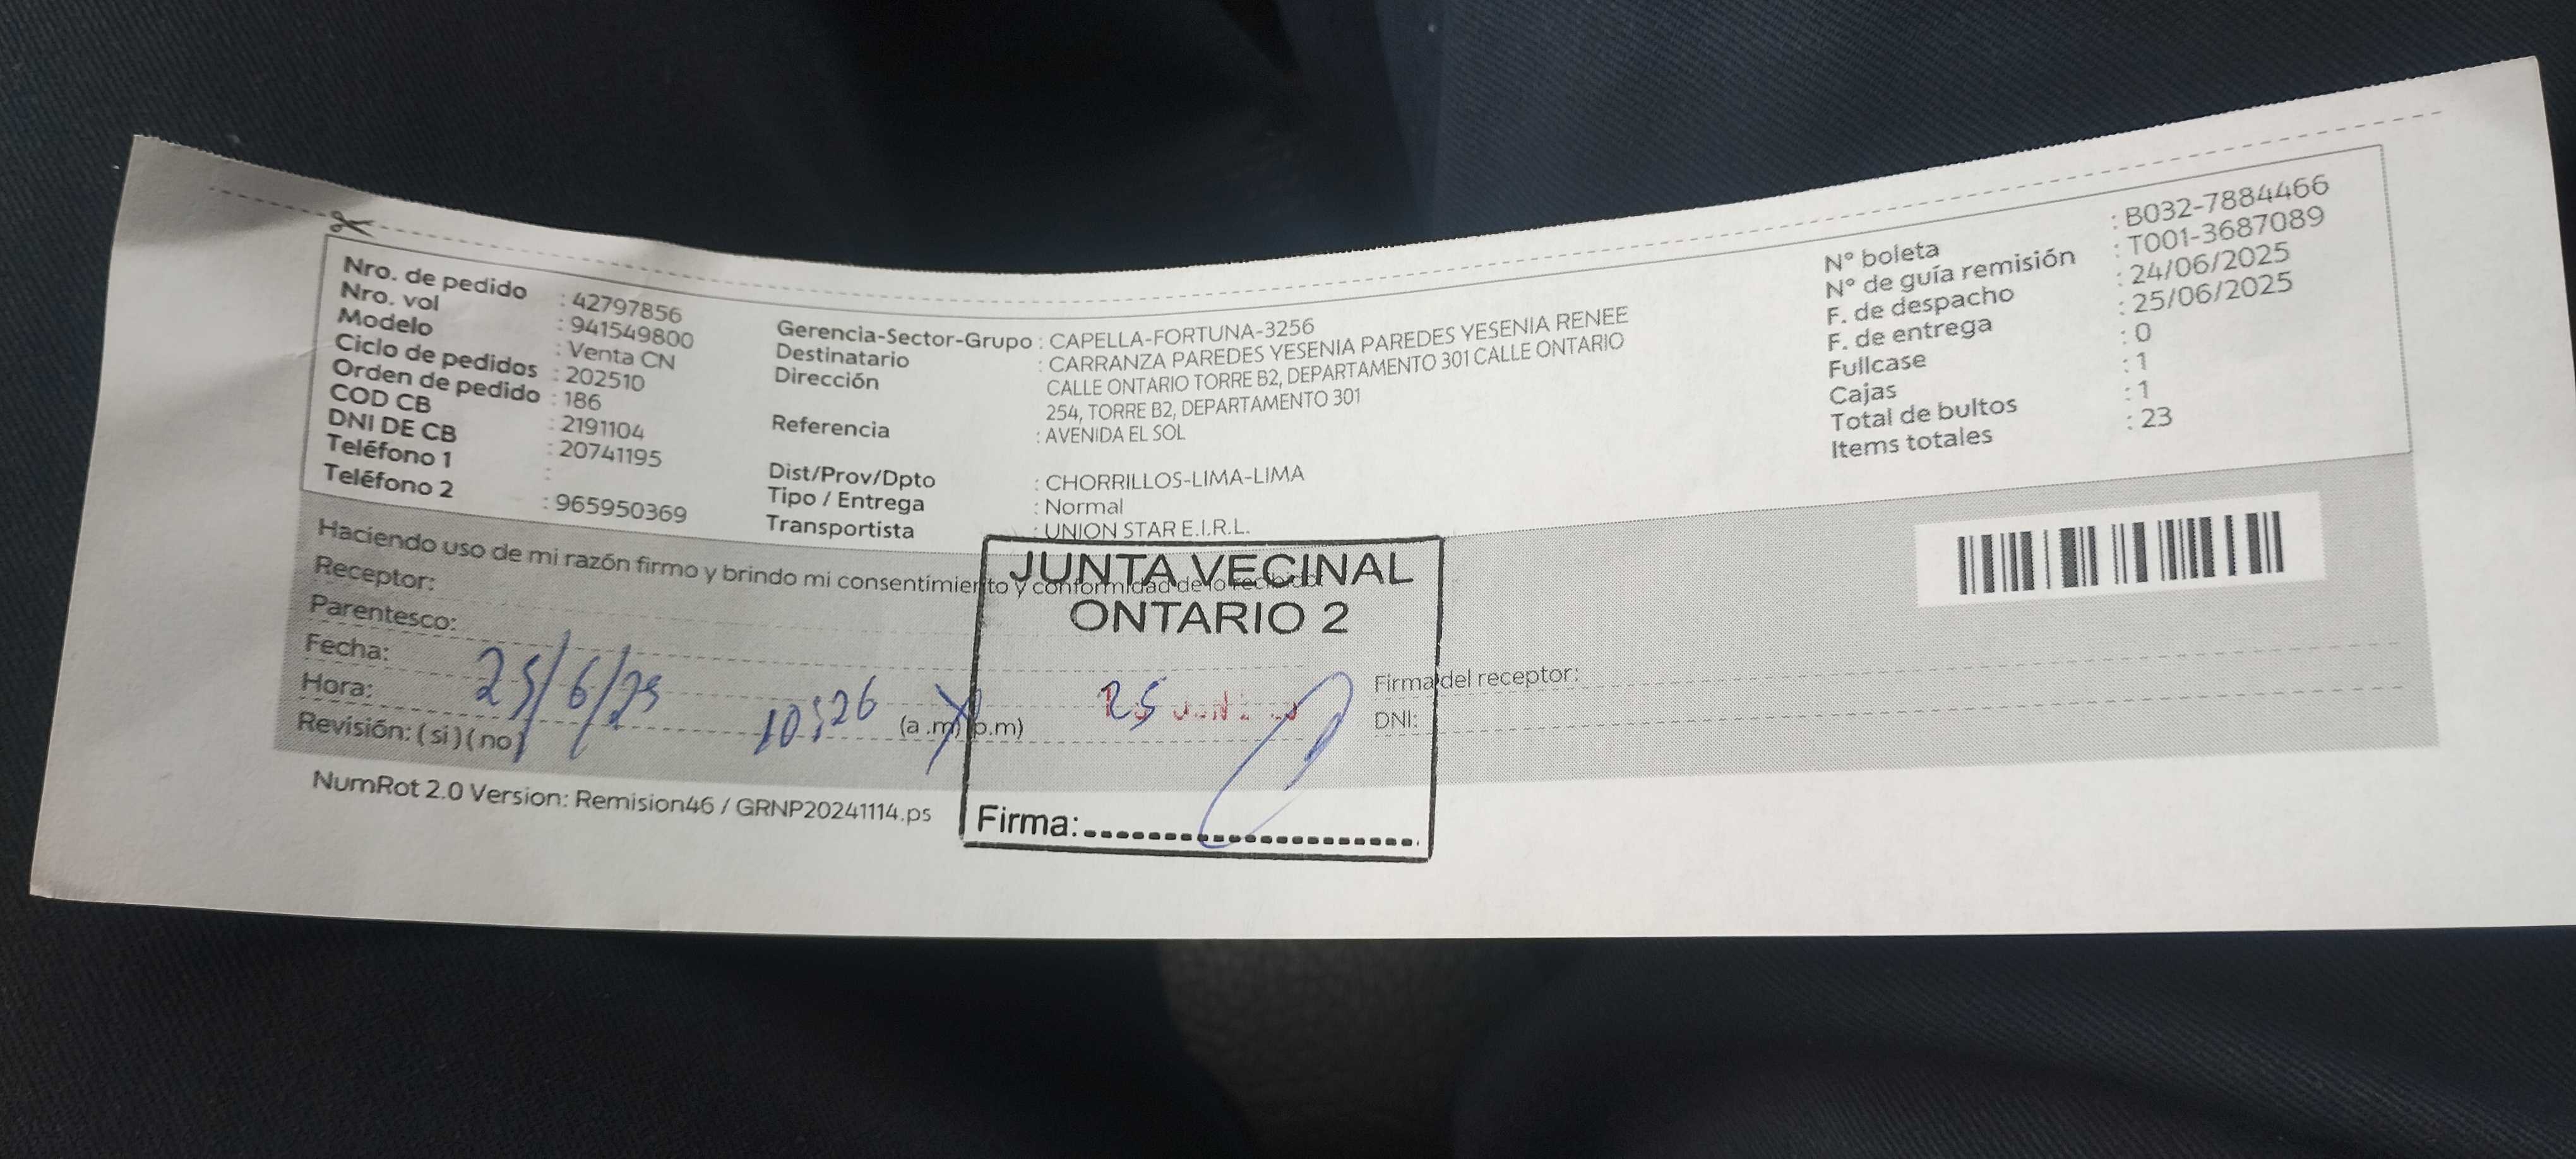 Nro. de pedido : 42797856
Nro. vol : 941549800
Modelo : Venta CN
Ciclo de pedidos : 202510
Orden de pedido : 186
COD CB : 2191104
DNI DE CB : 20741195
Teléfono 1 :
Teléfono 2 : 965950369
Gerencia-Sector-Grupo : CAPELLA-FORTUNA-3256
Destinatario : CARRANZA PAREDES YESENIA PAREDES YESENIA RENEE
Dirección CALLE ONTARIO TORRE B2, DEPARTAMENTO 301 CALLE ONTARIO
254, TORRE B2, DEPARTAMENTO 301
Referencia : AVENIDA EL SOL
Dist/Prov/Dpto : CHORRILLOS-LIMA-LIMA
Tipo / Entrega : Normal
Transportista : UNION STAR E.I.R.L.
N° boleta : B032-7884466
N° de guía remisión : T001-3687089
F. de despacho : 24/06/2025
F. de entrega : 25/06/2025
Fullcase : 0
Cajas : 1
Total de bultos : 1
Items totales : 23
Haciendo uso de mi razón firmo y brindo mi consentimiento y conformidad de lo recibido.
Receptor:
Parentesco:
Fecha: 25/6/25
Hora: 10:26 (a.m) (p.m)
Revisión: ( si ) ( no )
JUNTA VECINAL
ONTARIO 2
25
Firma:
Firma del receptor:
DNI:
NumRot 2.0 Version: Remision46 / GRNP20241114.ps